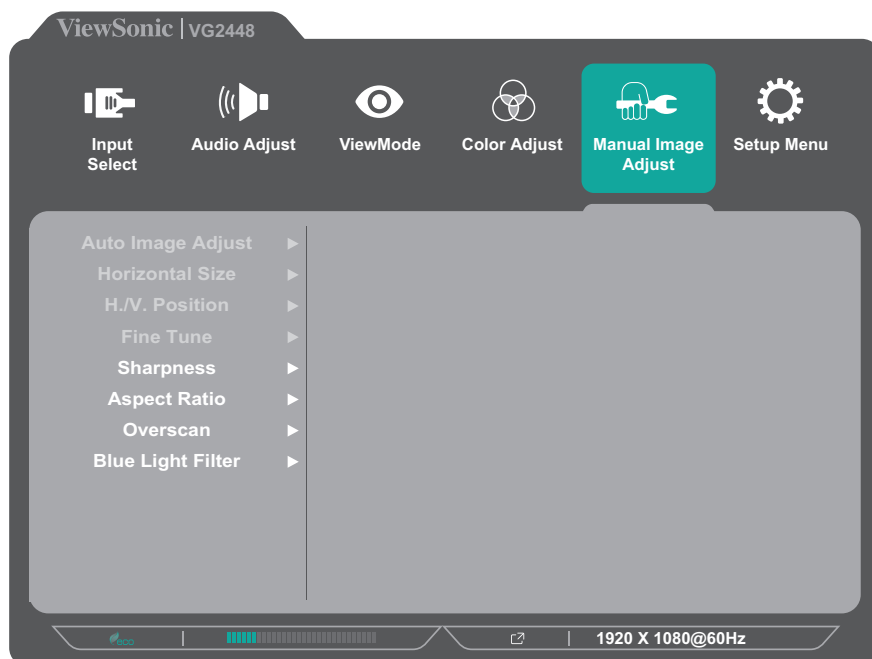 ViewSonic | VG2448
Input
Select
Audio Adjust
ViewMode
Color Adjust
Manual Image
Adjust
Setup Menu
Auto Image Adjust
Horizontal Size
H./V. Position
Fine Tune
Sharpness
Aspect Ratio
Overscan
Blue Light Filter
eco
1920 X 1080@60Hz